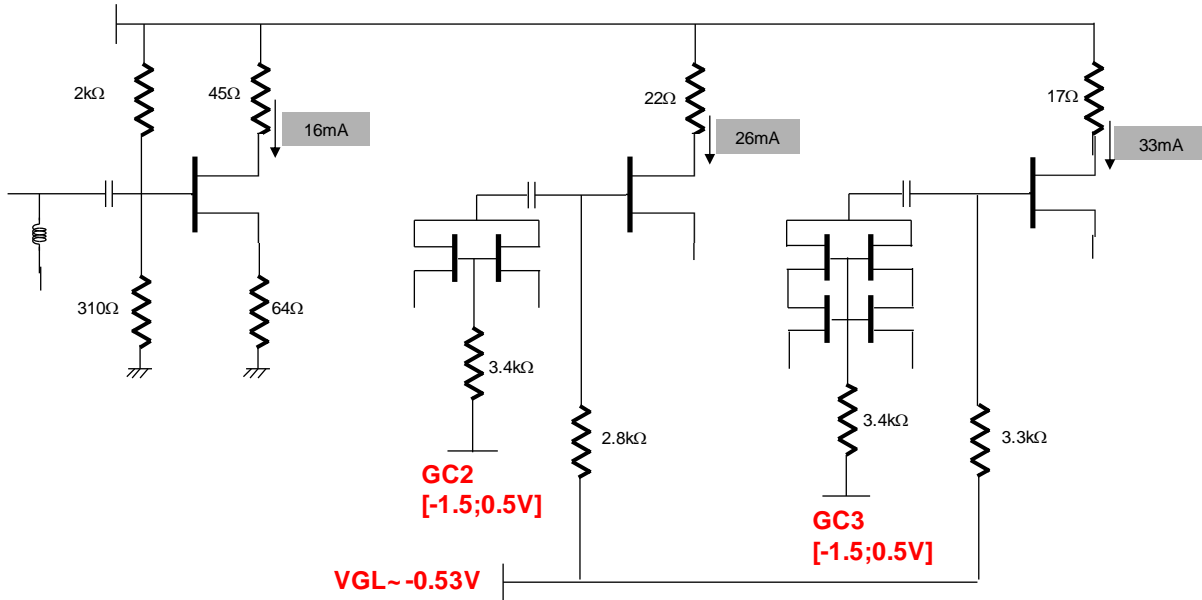 2kΩ
45Ω
16mA
22Ω
26mA
17Ω
33mA
310Ω
64Ω
3.4kΩ
2.8kΩ
3.4kΩ
3.3kΩ
GC2
[-1.5;0.5V]
GC3
[-1.5;0.5V]
VGL~ -0.53V